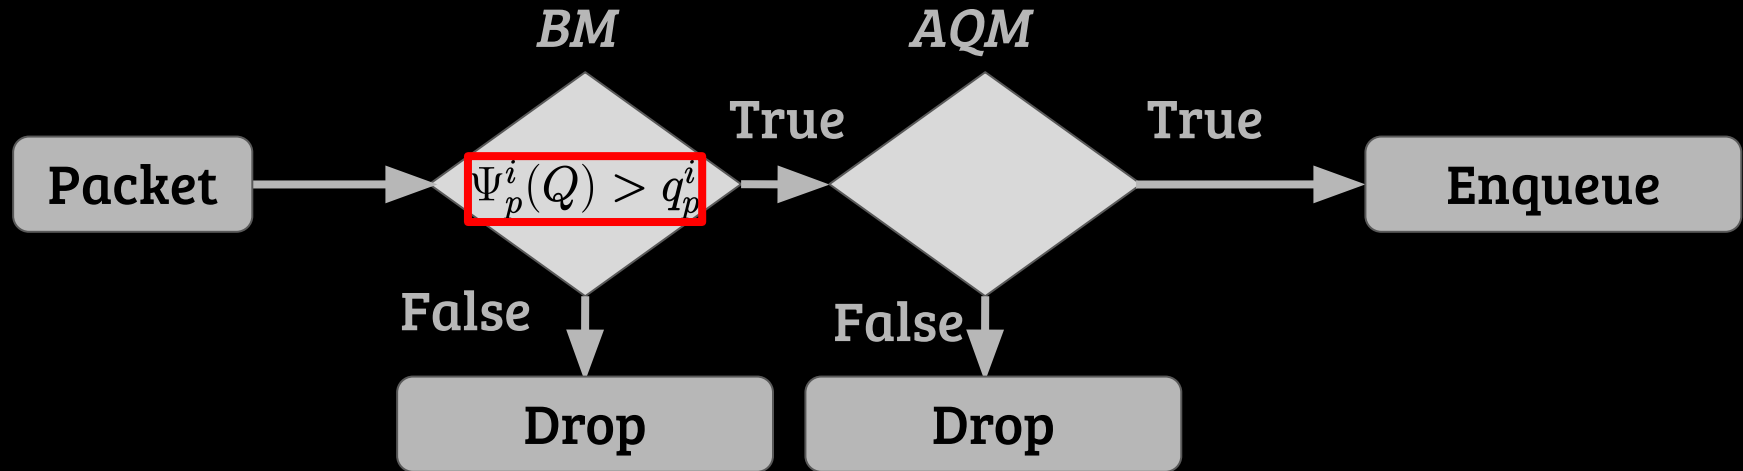 BM
AQM
True
True
Packet
Ψ^i_p(Q) > q^i_p
Enqueue
False
False
Drop
Drop